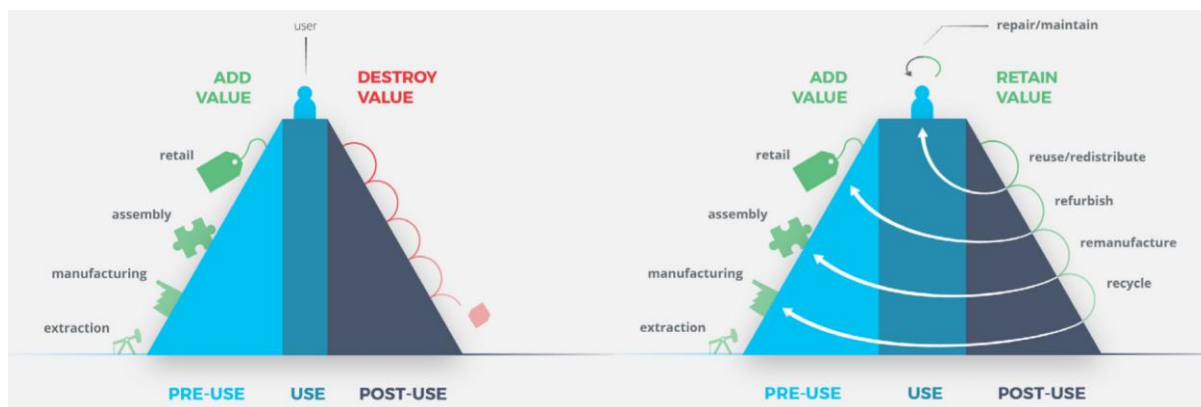 user
ADD
VALUE
DESTROY
VALUE
retail
assembly
manufacturing
extraction
PRE-USE
USE
POST-USE
repair/maintain
ADD
VALUE
RETAIN
VALUE
retail
reuse/redistribute
refurbish
assembly
remanufacture
manufacturing
recycle
extraction
PRE-USE
USE
POST-USE